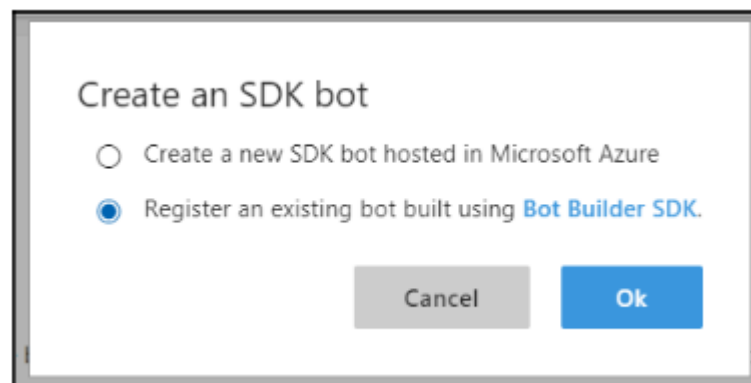 Create an SDK bot
Create a new SDK bot hosted in Microsoft Azure
Register an existing bot built using Bot Builder SDK.
Cancel
Ok